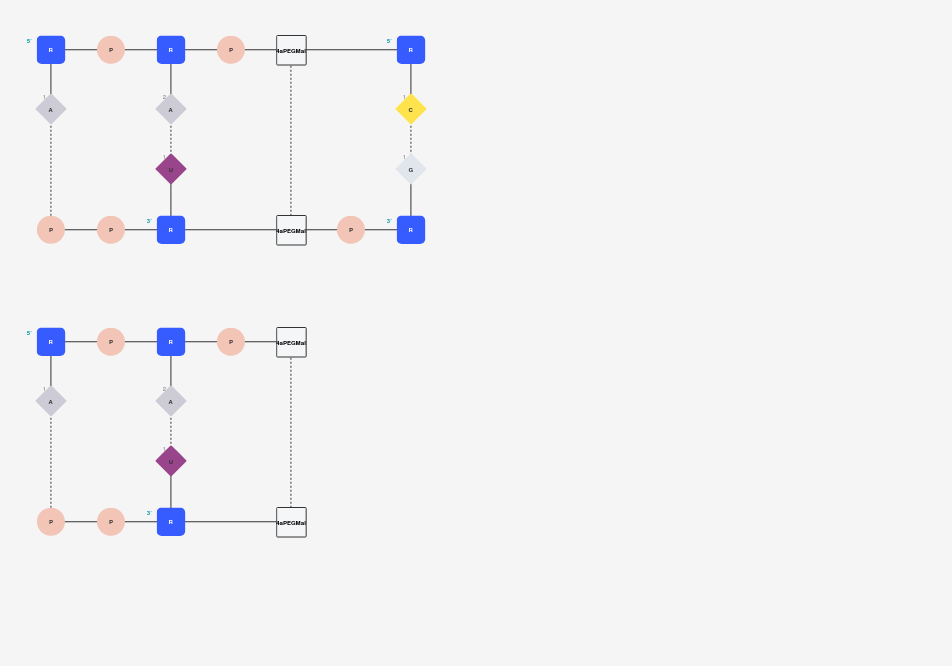 5' R P R P 4aPEGMal 5' R
1 A 2 A 1 C
1 U 1 G
P P 3' R 4aPEGMal P 3' R
5' R P R P 4aPEGMal
1 A 2 A
1 U
P P 3' R 4aPEGMal